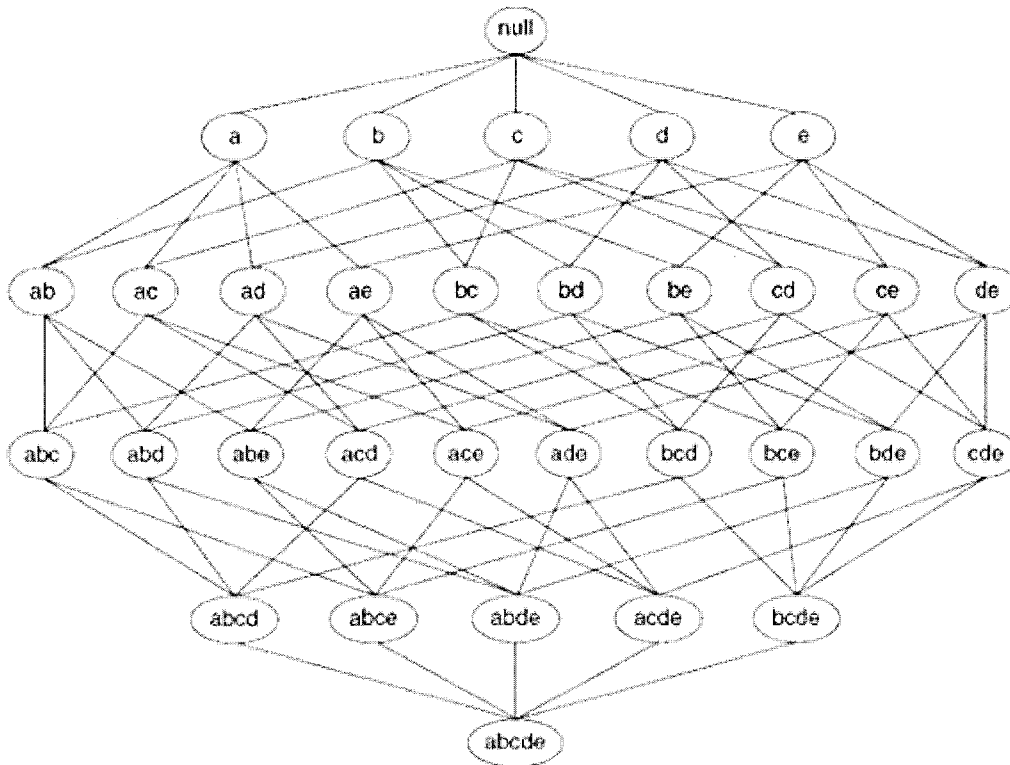 null
a b c d e
ab ac ad ae bc bd be cd ce de
abc abd abe acd ace ade bcd bce bde cde
abcd abce abde acde bcde
abcde